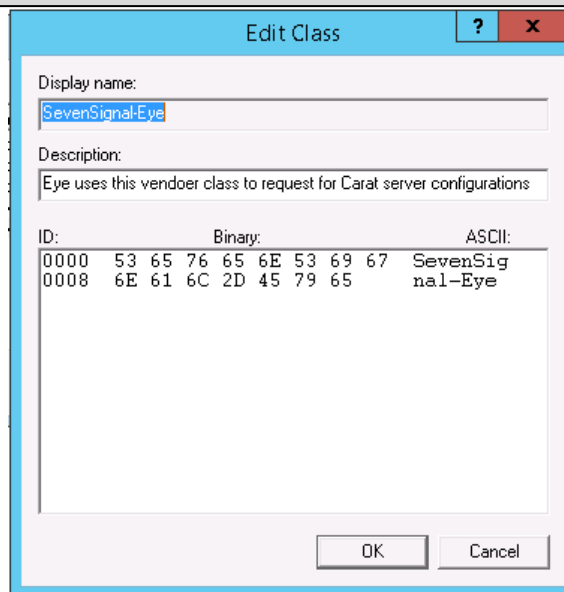 Edit Class
?
x
Display name:
SevenSignal-Eye
Description:
Eye uses this vendoer class to request for Carat server configurations
ID: Binary: ASCII:
0000 53 65 76 65 6E 53 69 67 SevenSig
0008 6E 61 6C 2D 45 79 65 nal-Eye
OK Cancel